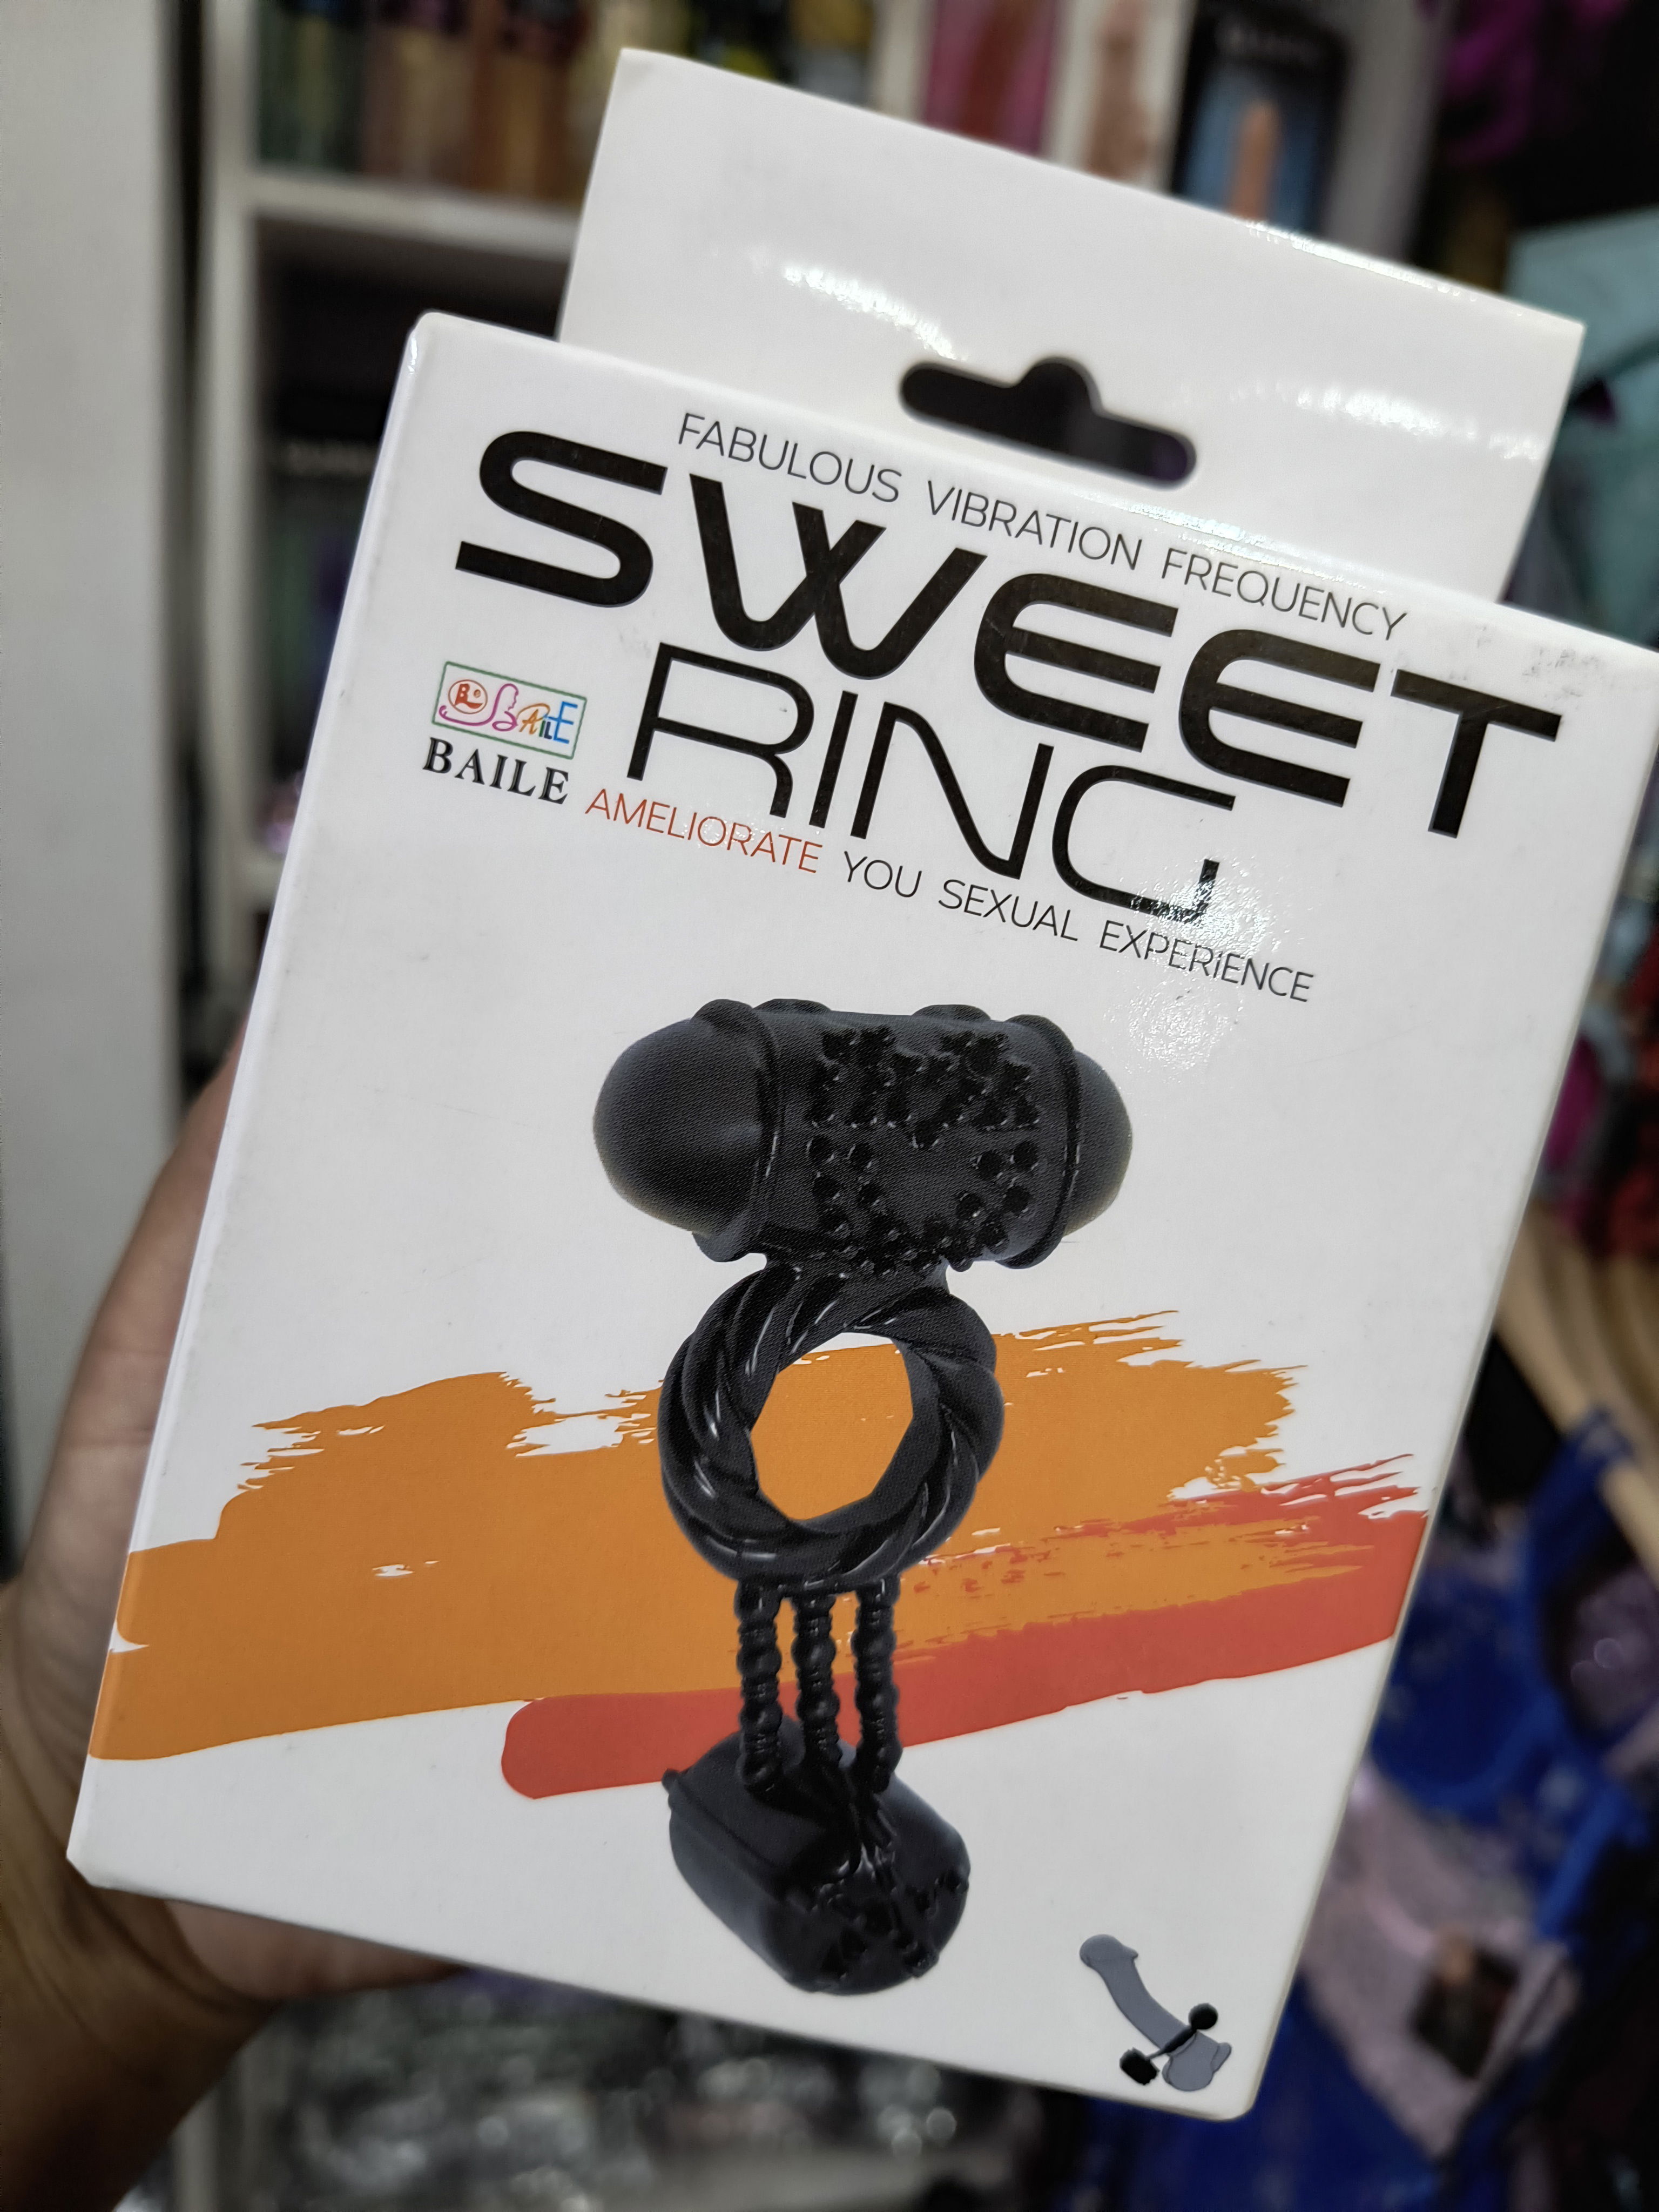 FABULOUS VIBRATION FREQUENCY
SWEET
RING
BAILE
BAILE
AMELIORATE YOU SEXUAL EXPERIENCE